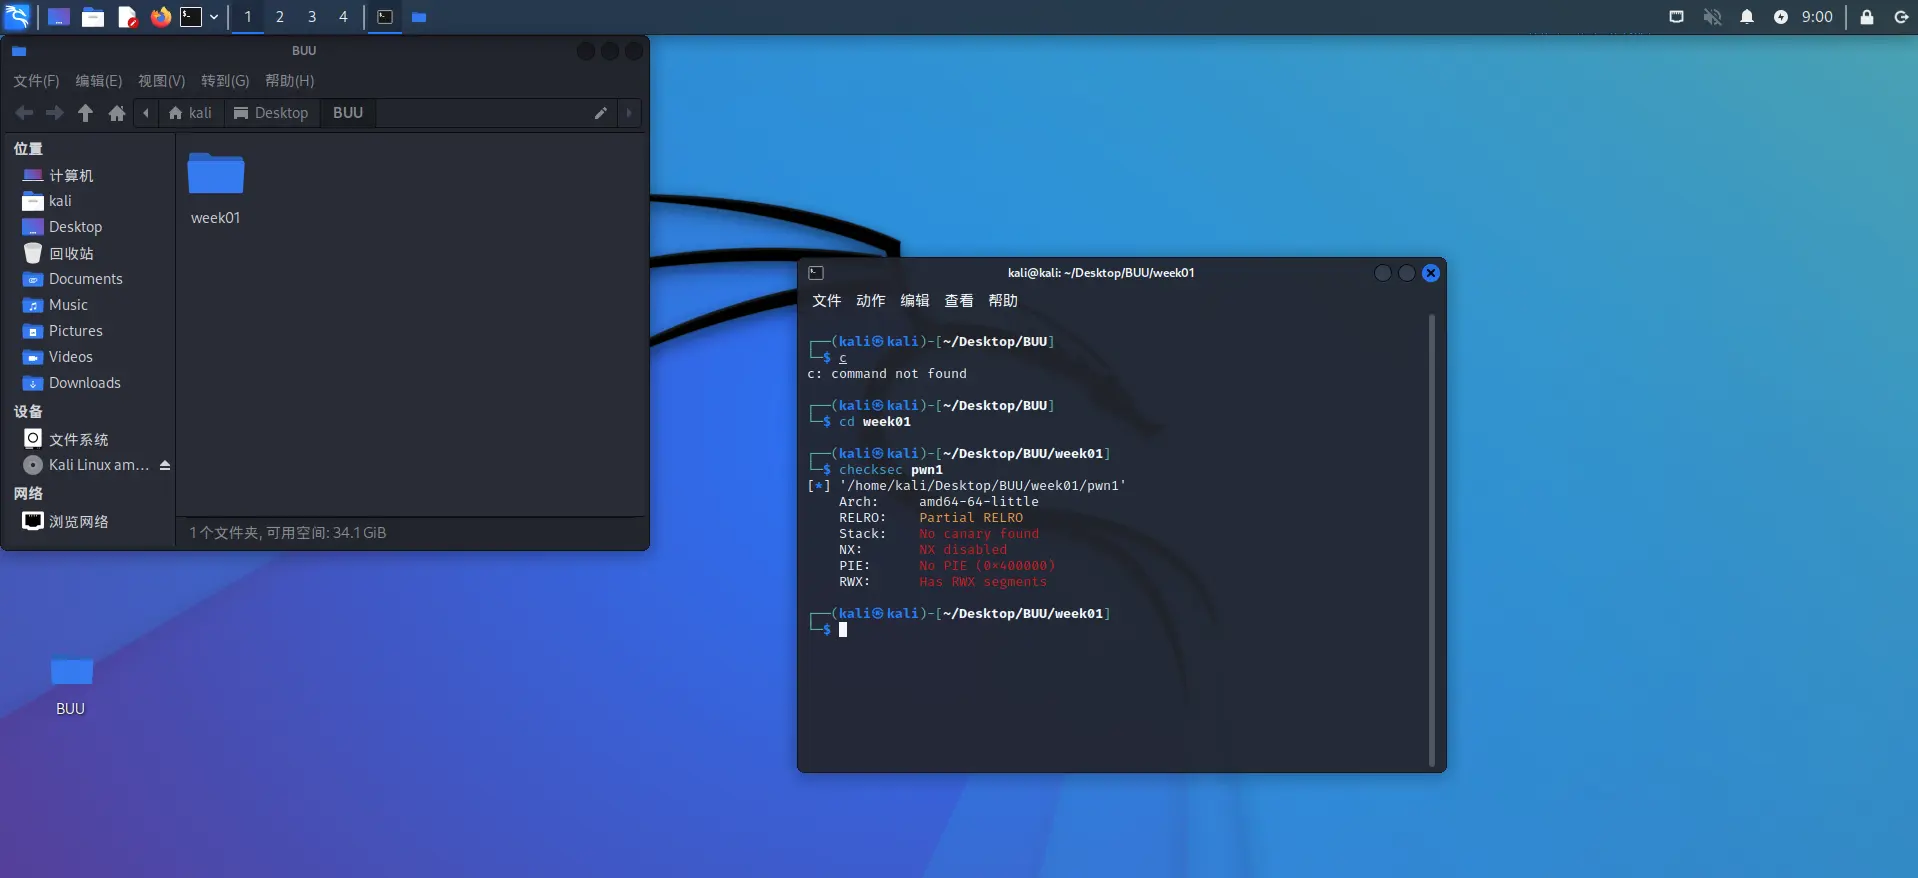 1 2 3 4
9:00
BUU
文件(F) 编辑(E) 视图(V) 转到(G) 帮助(H)
kali Desktop BUU
位置
计算机
kali
Desktop
回收站
Documents
Music
Pictures
Videos
Downloads
设备
文件系统
Kali Linux am...
网络
浏览网络
week01
1 个文件夹, 可用空间: 34.1 GiB
BUU
kali@kali: ~/Desktop/BUU/week01
文件 动作 编辑 查看 帮助
┌──(kali㉿kali)-[~/Desktop/BUU]
└─$ c
c: command not found
┌──(kali㉿kali)-[~/Desktop/BUU]
└─$ cd week01
┌──(kali㉿kali)-[~/Desktop/BUU/week01]
└─$ checksec pwn1
[*] '/home/kali/Desktop/BUU/week01/pwn1'
Arch: amd64-64-little
RELRO: Partial RELRO
Stack: No canary found
NX: NX disabled
PIE: No PIE (0x400000)
RWX: Has RWX segments
┌──(kali㉿kali)-[~/Desktop/BUU/week01]
└─$